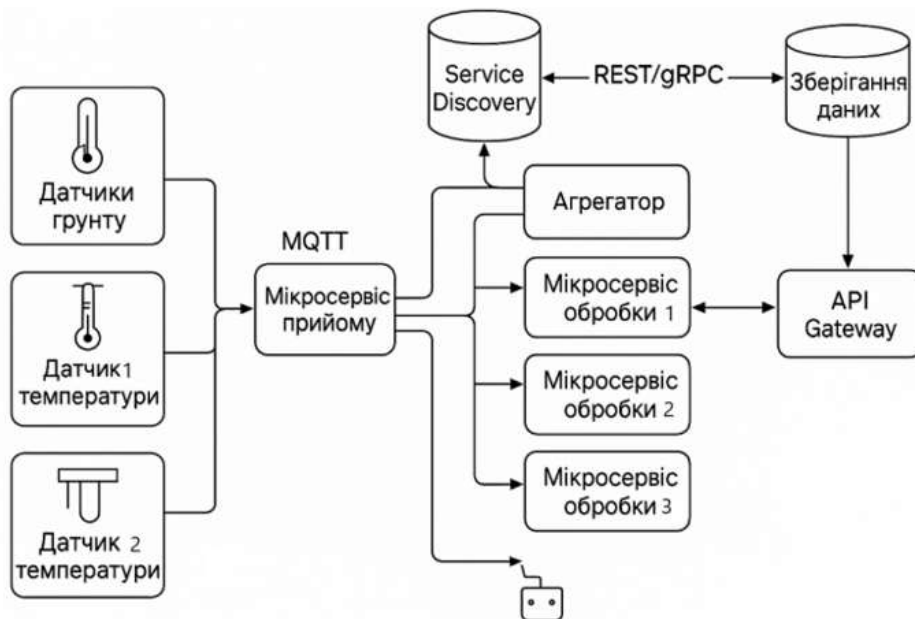 Service
Discovery
REST/gRPC
Зберігання
даних
Датчики
грунту
Агрегатор
MQTT
Мікросервіс
прийому
Мікросервіс
обробки 1
API
Gateway
Датчик1
температури
Мікросервіс
обробки 2
Мікросервіс
обробки 3
Датчик 2
температури